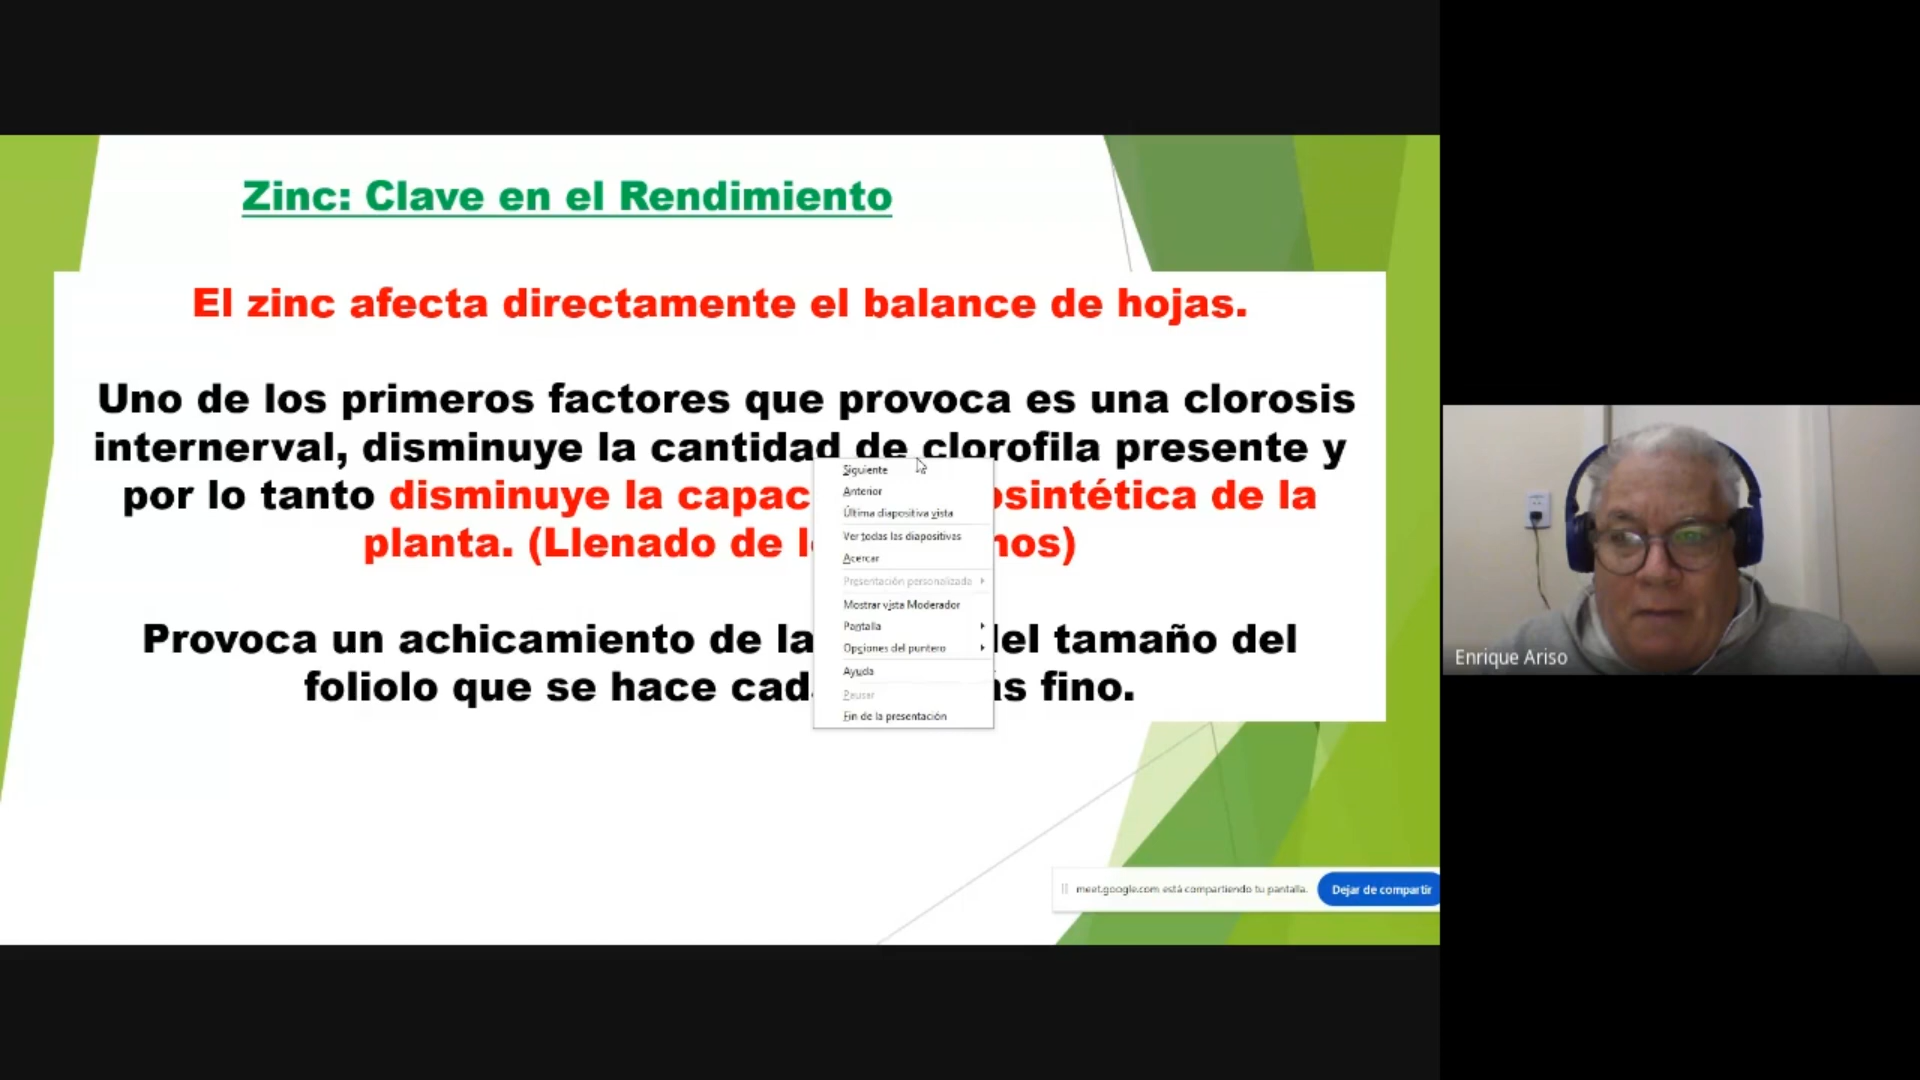 Zinc: Clave en el Rendimiento
El zinc afecta directamente el balance de hojas.
Uno de los primeros factores que provoca es una clorosis
internerval, disminuye la cantidad de clorofila presente y
por lo tanto disminuye la capac osintética de la
planta. (Llenado de l nos)
Provoca un achicamiento de la del tamaño del
foliolo que se hace cad ás fino.
Siguiente
Anterior
Última diapositiva vista
Ver todas las diapositivas
Acercar
Presentación personalizada
Mostrar vista Moderador
Pantalla
Opciones del puntero
Ayuda
Pausar
Fin de la presentación
meet.google.com está compartiendo tu pantalla.
Dejar de compartir
Enrique Ariso